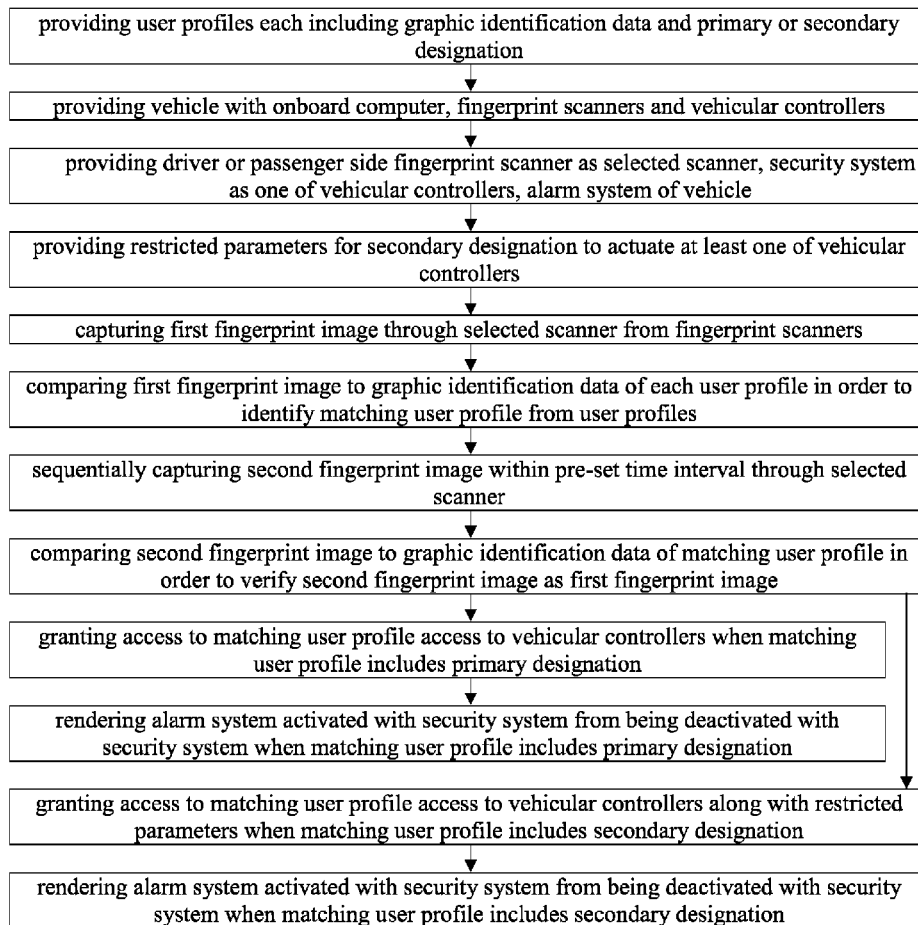 providing user profiles each including graphic identification data and primary or secondary
designation
providing vehicle with onboard computer, fingerprint scanners and vehicular controllers
providing driver or passenger side fingerprint scanner as selected scanner, security system
as one of vehicular controllers, alarm system of vehicle
providing restricted parameters for secondary designation to actuate at least one of vehicular
controllers
capturing first fingerprint image through selected scanner from fingerprint scanners
comparing first fingerprint image to graphic identification data of each user profile in order to
identify matching user profile from user profiles
sequentially capturing second fingerprint image within pre-set time interval through selected
scanner
comparing second fingerprint image to graphic identification data of matching user profile in
order to verify second fingerprint image as first fingerprint image
granting access to matching user profile access to vehicular controllers when matching
user profile includes primary designation
rendering alarm system activated with security system from being deactivated with
security system when matching user profile includes primary designation
granting access to matching user profile access to vehicular controllers along with restricted
parameters when matching user profile includes secondary designation
rendering alarm system activated with security system from being deactivated with security
system when matching user profile includes secondary designation